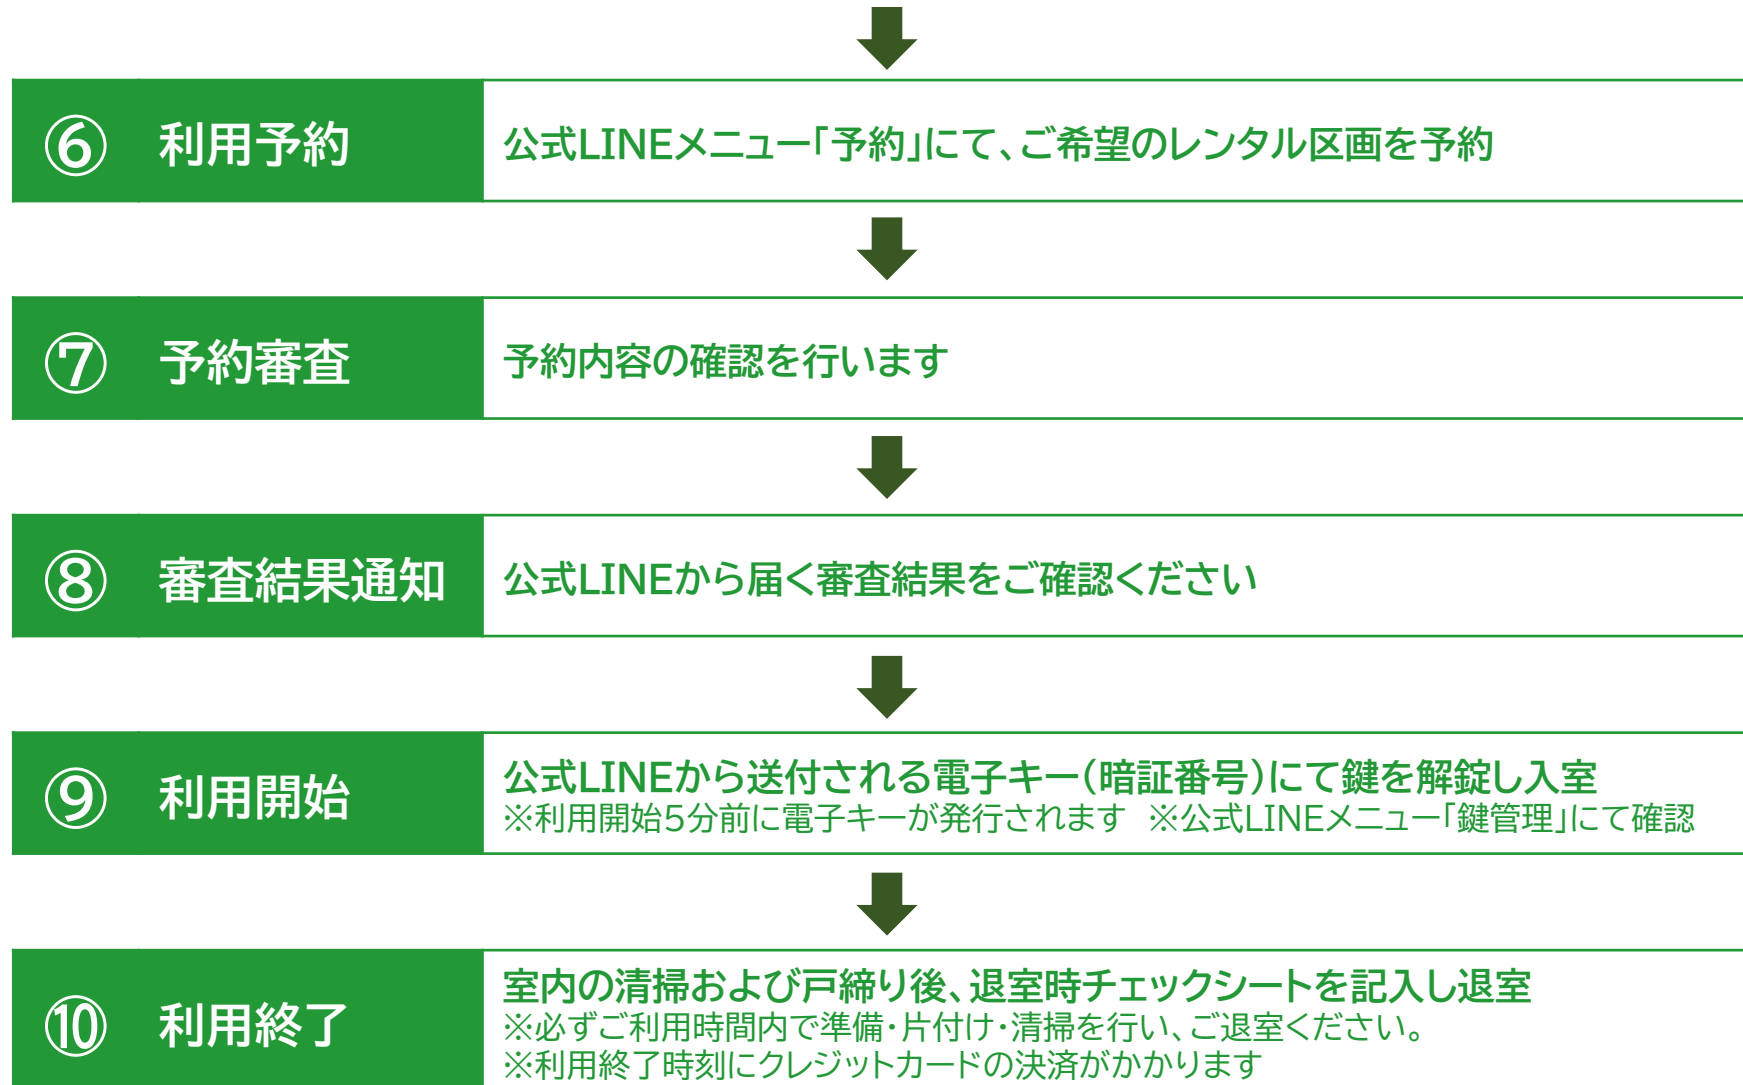 ⑥ 利用予約 公式LINEメニュー「予約」にて、ご希望のレンタル区画を予約
⑦ 予約審査 予約内容の確認を行います
⑧ 審査結果通知 公式LINEから届く審査結果をご確認ください
⑨ 利用開始 公式LINEから送付される電子キー（暗証番号）にて鍵を解錠し入室
※利用開始5分前に電子キーが発行されます ※公式LINEメニュー「鍵管理」にて確認
⑩ 利用終了 室内の清掃および戸締り後、退室時チェックシートを記入し退室
※必ずご利用時間内で準備・片付け・清掃を行い、ご退室ください。
※利用終了時刻にクレジットカードの決済がかかります